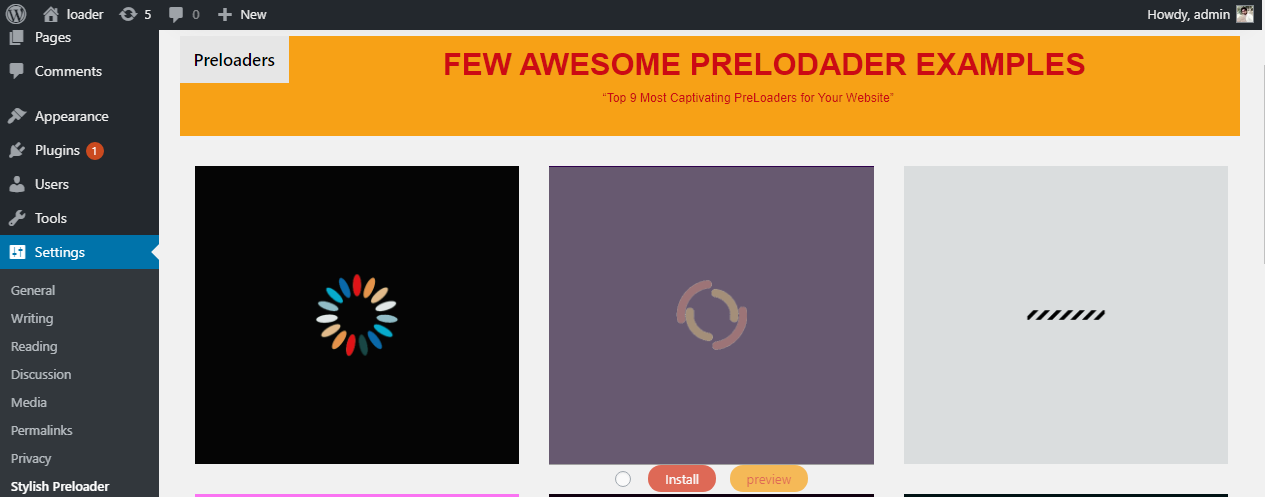 loader 5 0 New Howdy, admin
Pages
Comments
Appearance
Plugins 1
Users
Tools
Settings
General
Writing
Reading
Discussion
Media
Permalinks
Privacy
Stylish Preloader
Preloaders
FEW AWESOME PRELODADER EXAMPLES
“Top 9 Most Captivating PreLoaders for Your Website”
Install preview